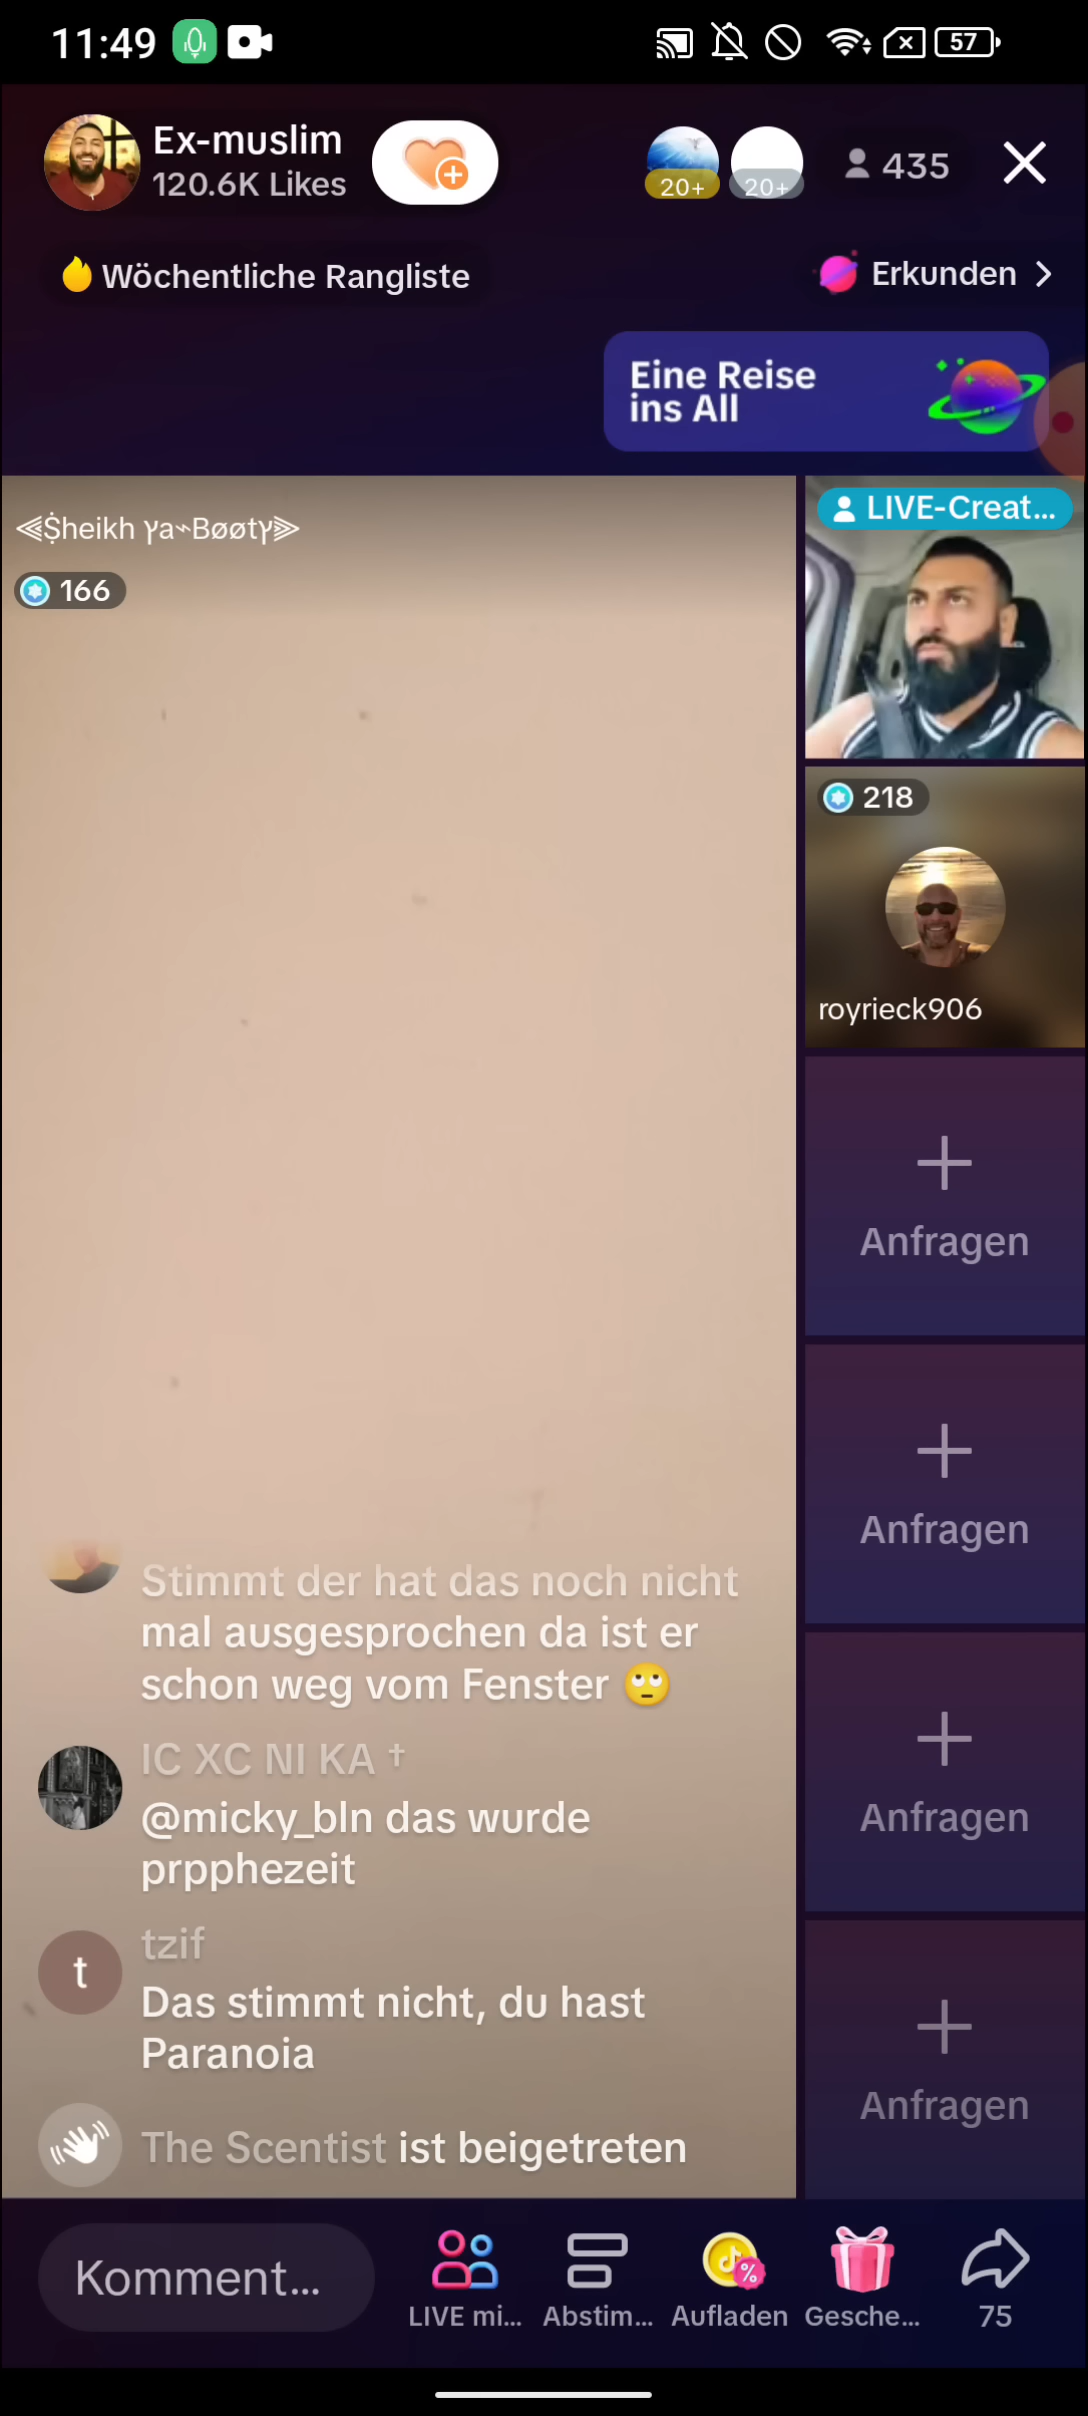 11:49
57
Ex-muslim
120.6K Likes
20+
20+
435
Wöchentliche Rangliste
Erkunden
Eine Reise
ins All
LIVE-Creat...
166
218
royrieck906
Anfragen
Anfragen
Anfragen
Anfragen
Stimmt der hat das noch nicht
mal ausgesprochen da ist er
schon weg vom Fenster 🙄
IC XC NI KA †
@micky_bln das wurde
prpphezeit
t
tzif
Das stimmt nicht, du hast
Paranoia
The Scentist ist beigetreten
Komment...
LIVE mi...
Abstim...
Aufladen
Gesche...
75